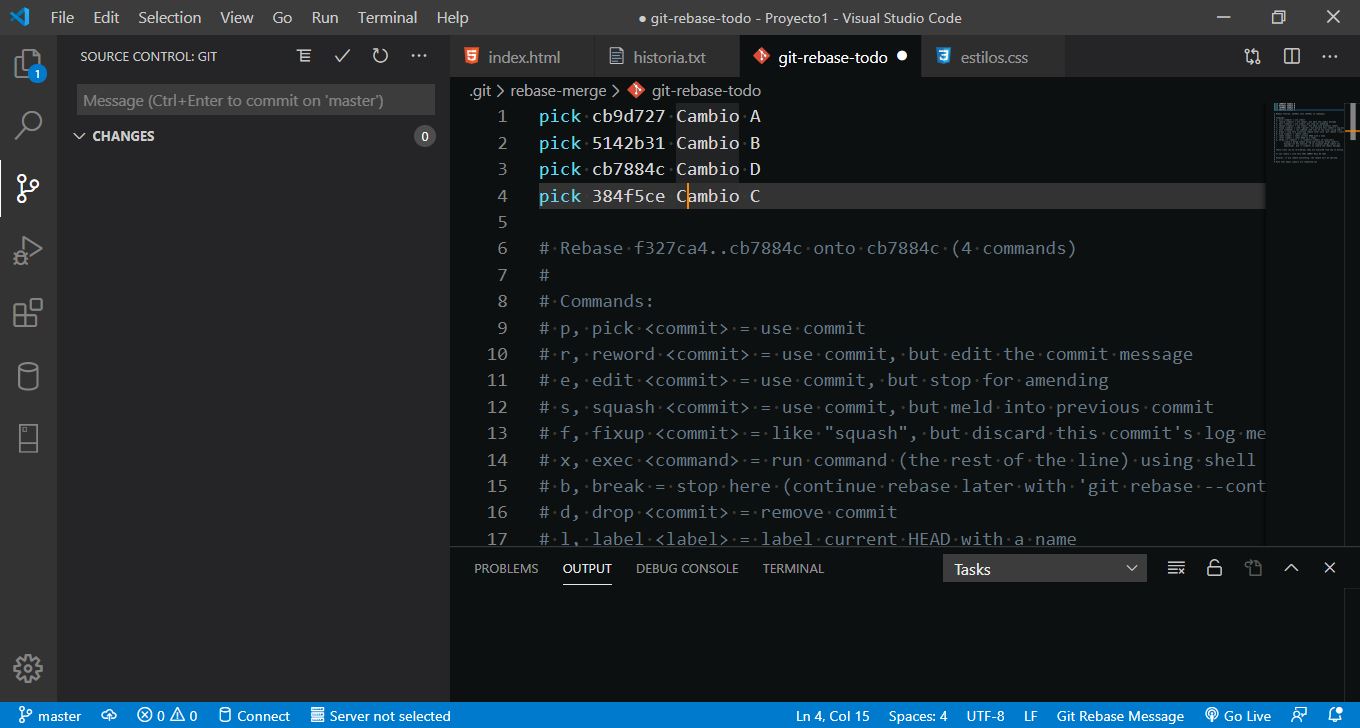 File Edit Selection View Go Run Terminal Help
● git-rebase-todo - Proyecto1 - Visual Studio Code
SOURCE CONTROL: GIT
1
Message (Ctrl+Enter to commit on 'master')
CHANGES 0
index.html historia.txt git-rebase-todo estilos.css
.git > rebase-merge > git-rebase-todo
1 pick cb9d727 Cambio A
2 pick 5142b31 Cambio B
3 pick cb7884c Cambio D
4 pick 384f5ce Cambio C
5
6 # Rebase f327ca4..cb7884c onto cb7884c (4 commands)
7 #
8 # Commands:
9 # p, pick <commit> = use commit
10 # r, reword <commit> = use commit, but edit the commit message
11 # e, edit <commit> = use commit, but stop for amending
12 # s, squash <commit> = use commit, but meld into previous commit
13 # f, fixup <commit> = like "squash", but discard this commit's log me
14 # x, exec <command> = run command (the rest of the line) using shell
15 # b, break = stop here (continue rebase later with 'git rebase --cont
16 # d, drop <commit> = remove commit
17 # l, label <label> = label current HEAD with a name
PROBLEMS OUTPUT DEBUG CONSOLE TERMINAL Tasks
master 0 0 Connect Server not selected Ln 4, Col 15 Spaces: 4 UTF-8 LF Git Rebase Message Go Live